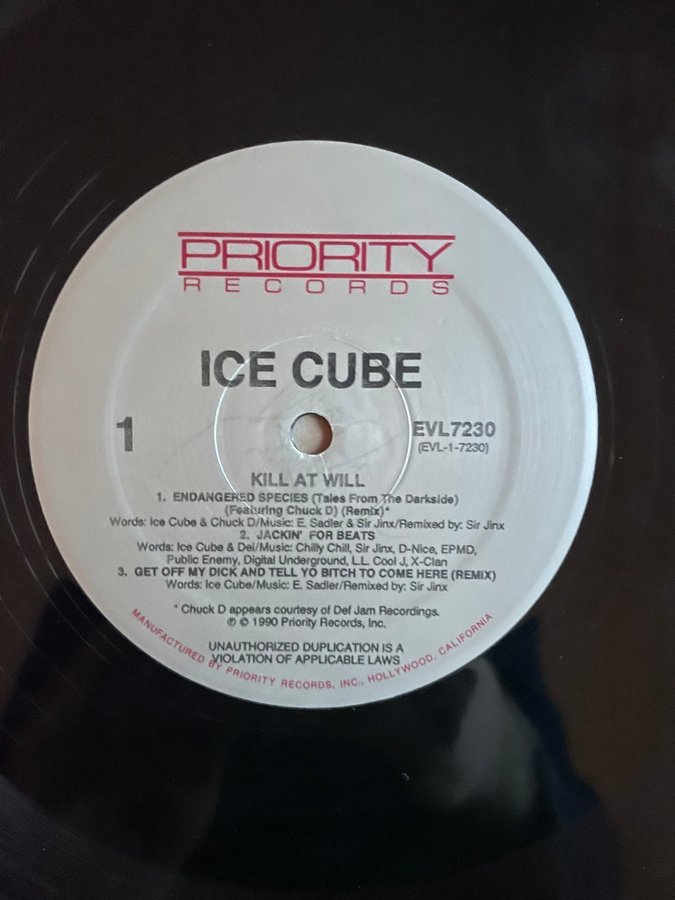 PRIORITY
RECORDS
ICE CUBE
1
EVL7230
(EVL-1-7230)
KILL AT WILL
1. ENDANGERED SPECIES (Tales From The Darkside)
(Featuring Chuck D) (Remix)*
Words: Ice Cube & Chuck D/Music: E. Sadler & Sir Jinx/Remixed by: Sir Jinx
2. JACKIN' FOR BEATS
Words: Ice Cube & Del/Music: Chilly Chill, Sir Jinx, D-Nice, EPMD,
Public Enemy, Digital Underground, L.L. Cool J, X-Clan
3. GET OFF MY DICK AND TELL YO BITCH TO COME HERE (REMIX)
Words: Ice Cube/Music: E. Sadler/Remixed by: Sir Jinx
* Chuck D appears courtesy of Def Jam Recordings.
℗ © 1990 Priority Records, Inc.
UNAUTHORIZED DUPLICATION IS A
VIOLATION OF APPLICABLE LAWS
MANUFACTURED BY PRIORITY RECORDS, INC., HOLLYWOOD, CALIFORNIA